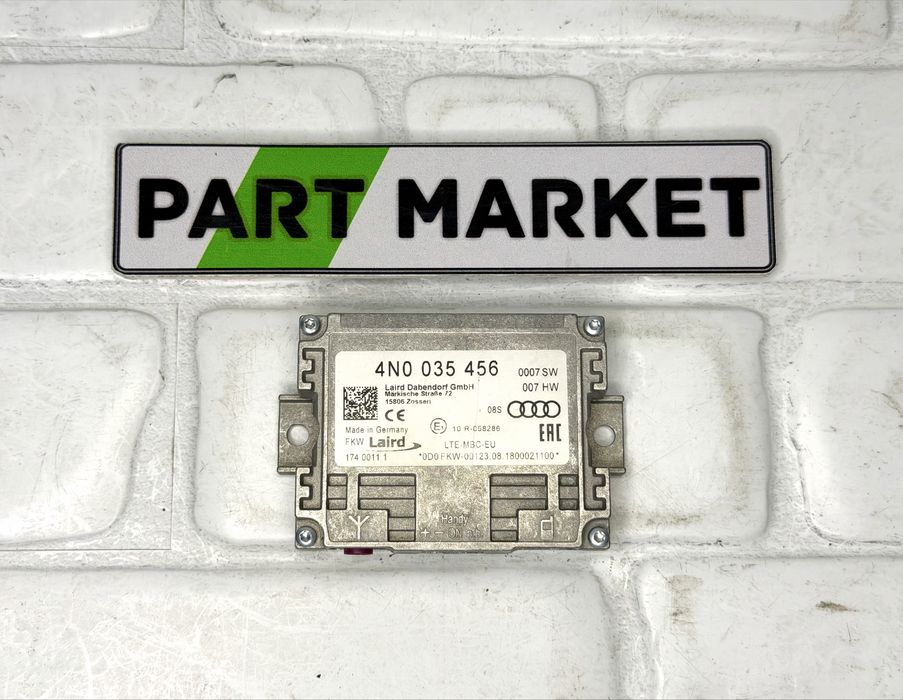 PART MARKET
4N0 035 456
0007 SW
Laird Dabendorf GmbH
007 HW
Märkische Straße 72
15806 Zossen
08S
CE
E1
10 R-058286
EAC
Made in Germany
FKW Laird
LTE-MBC-EU
174 0011 1
*0D0 FKW-00123.08.1800021100*
Handy
+ -